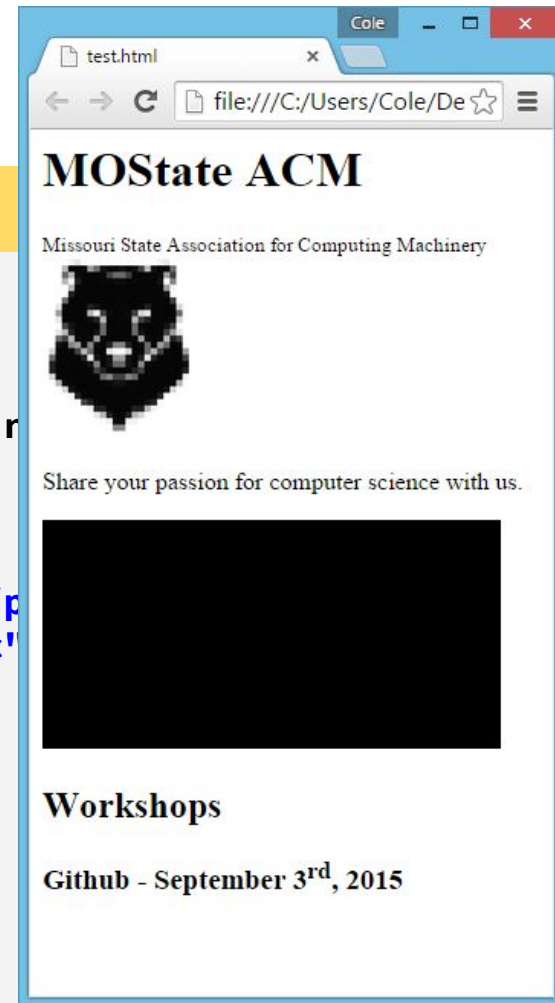 Cole
test.html
file:///C:/Users/Cole/De
MOState ACM
Missouri State Association for Computing Machinery
Share your passion for computer science with us.
Workshops
Github - September 3rd, 2015